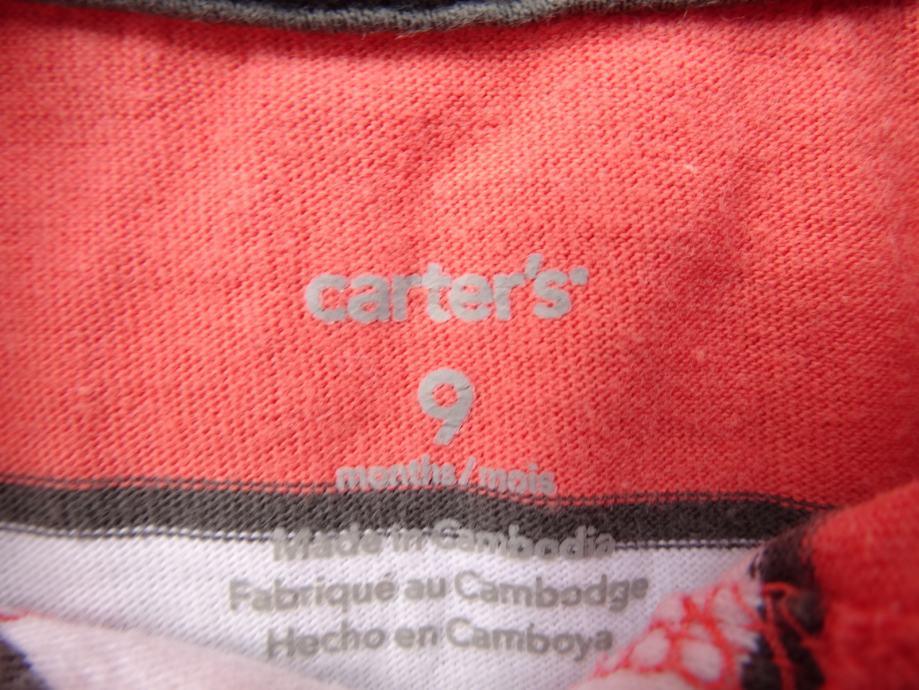 carter's
9
months / mois
Made in Cambodia
Fabriqué au Cambodge
Hecho en Camboya